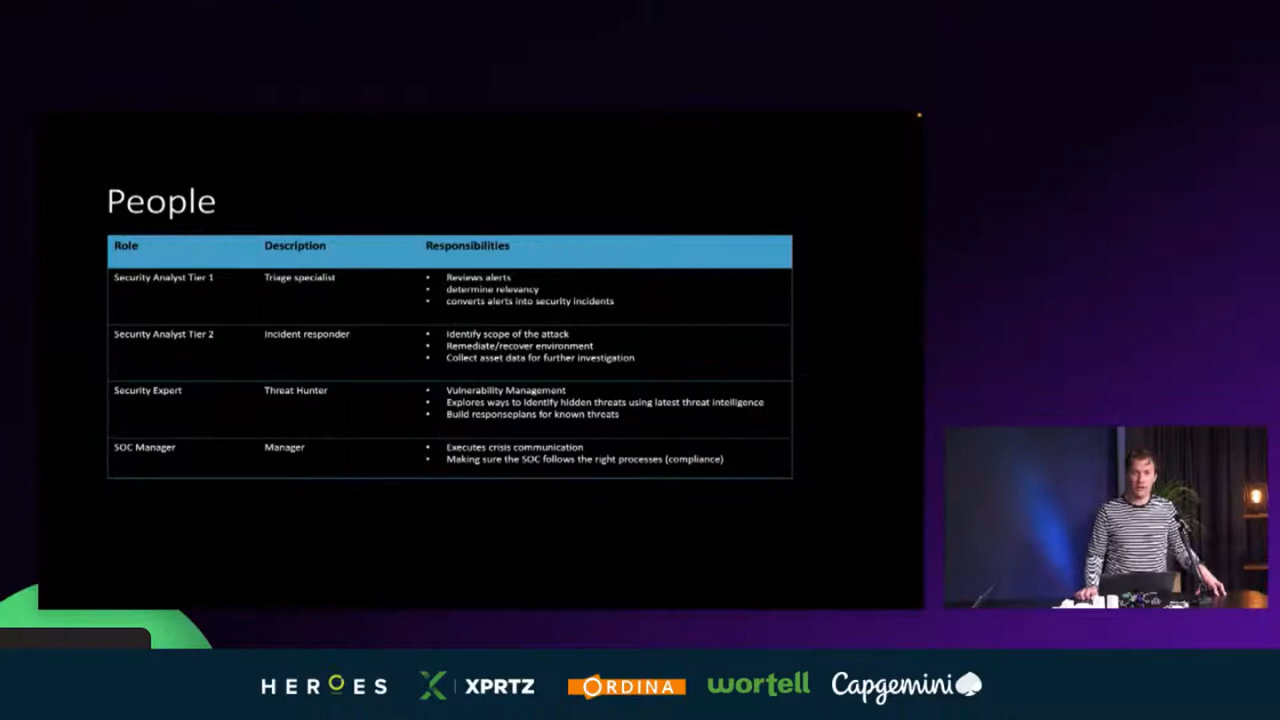 People
Role Description Responsibilities
Security Analyst Tier 1 Triage specialist • Reviews alerts
• determine relevancy
• converts alerts into security incidents
Security Analyst Tier 2 Incident responder • Identify scope of the attack
• Remediate/recover environment
• Collect asset data for further investigation
Security Expert Threat Hunter • Vulnerability Management
• Explores ways to identify hidden threats using latest threat intelligence
• Build responseplans for known threats
SOC Manager Manager • Executes crisis communication
• Making sure the SOC follows the right processes (compliance)
HEROES XPRTZ ORDINA wortell Capgemini